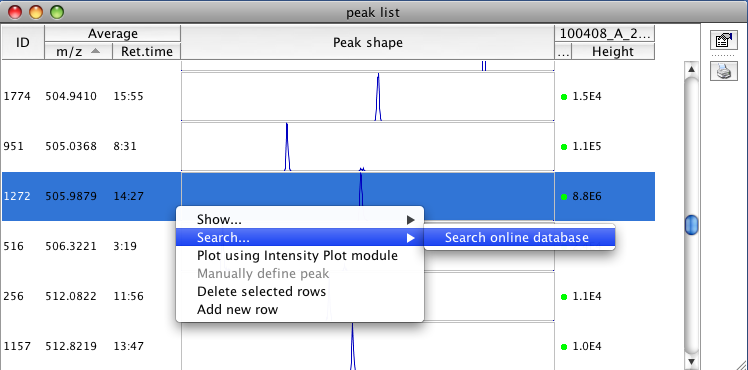 peak list
ID Average Peak shape 100408_A_2...
m/z Ret.time ... Height
1774 504.9410 15:55 1.5E4
951 505.0368 8:31 1.1E5
1272 505.9879 14:27 8.8E6
Show...
516 506.3221 3:19
Search... Search online database
Plot using Intensity Plot module
Manually define peak
Delete selected rows
256 512.0822 11:56 1.1E4
Add new row
1157 512.8219 13:47 1.0E4